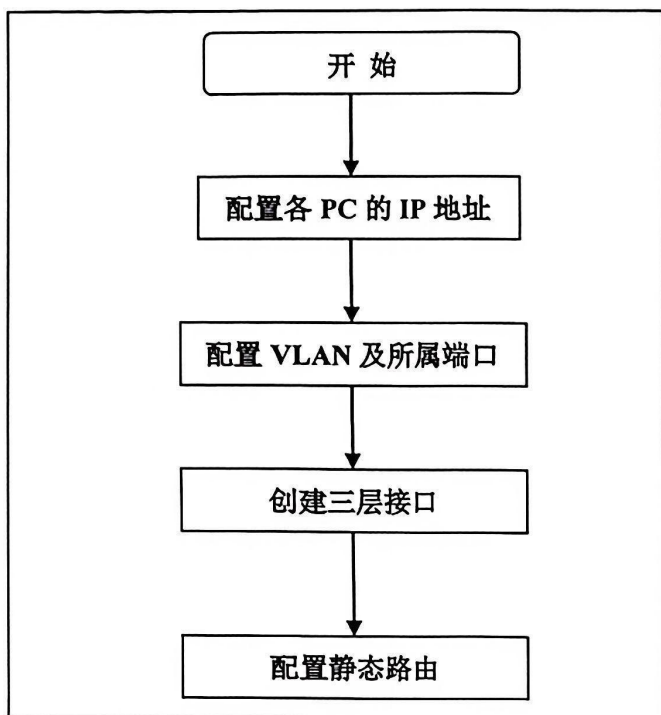 开 始
配置各 PC 的 IP 地址
配置 VLAN 及所属端口
创建三层接口
配置静态路由